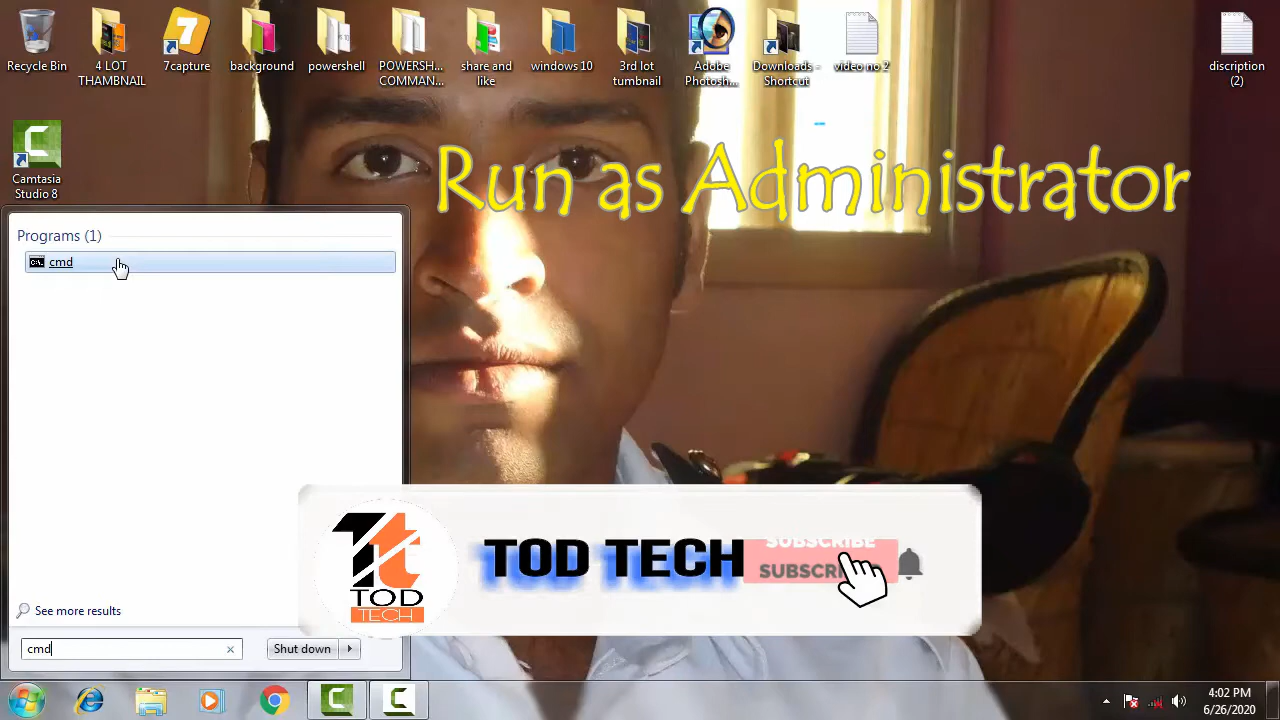 Recycle Bin
4 LOT
THAMNAIL
7capture
background
powershell
POWERSH...
COMMAN...
share and
like
windows 10
3rd lot
tumbnail
Adobe
Photosh...
Downloads -
Shortcut
video no 2
discription
(2)
Camtasia
Studio 8
Run as Administrator
Programs (1)
cmd
TOD TECH
SUBSCRIBE
SUBSCRI
TOD
TECH
See more results
cmd
Shut down
4:02 PM
6/26/2020